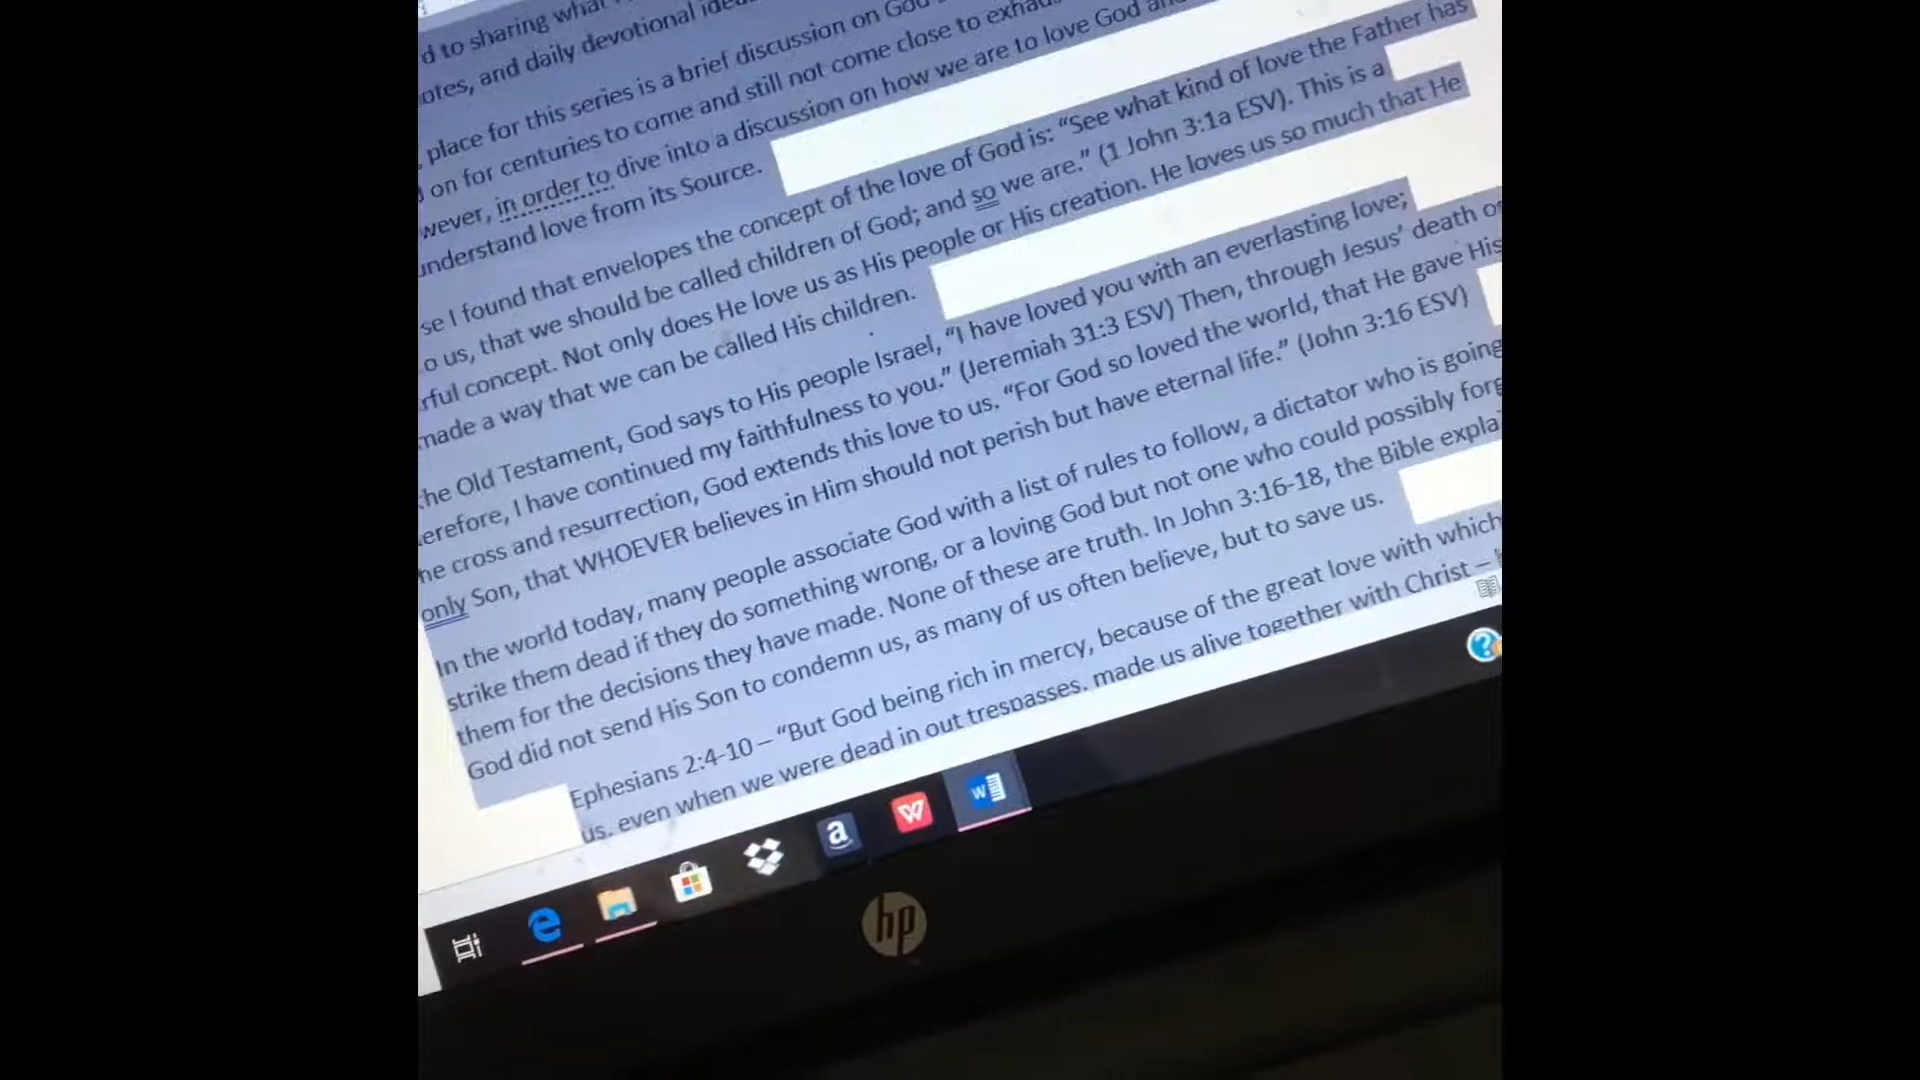 d to sharing what
otes, and daily devotional
place for this series is a brief discussion on God
on for centuries to come and still not come close to
wever, in order to dive into a discussion on how we are to love God
understand love from its Source.
se I found that envelopes the concept of the love of God is: “See what kind of love the Father has
o us, that we should be called children of God; and so we are.” (1 John 3:1a ESV). This is a
rful concept. Not only does He love us as His people or His creation. He loves us so much that He
made a way that we can be called His children.
he Old Testament, God says to His people Israel, “I have loved you with an everlasting love;
erefore, I have continued my faithfulness to you.” (Jeremiah 31:3 ESV) Then, through Jesus’ death
he cross and resurrection, God extends this love to us. “For God so loved the world, that He gave His
only Son, that WHOEVER believes in Him should not perish but have eternal life.” (John 3:16 ESV)
In the world today, many people associate God with a list of rules to follow, a dictator who is going
strike them dead if they do something wrong, or a loving God but not one who could possibly forg
them for the decisions they have made. None of these are truth. In John 3:16-18, the Bible expla
God did not send His Son to condemn us, as many of us often believe, but to save us.
Ephesians 2:4-10 – “But God being rich in mercy, because of the great love with which
us, even when we were dead in out trespasses, made us alive together with Christ –
hp